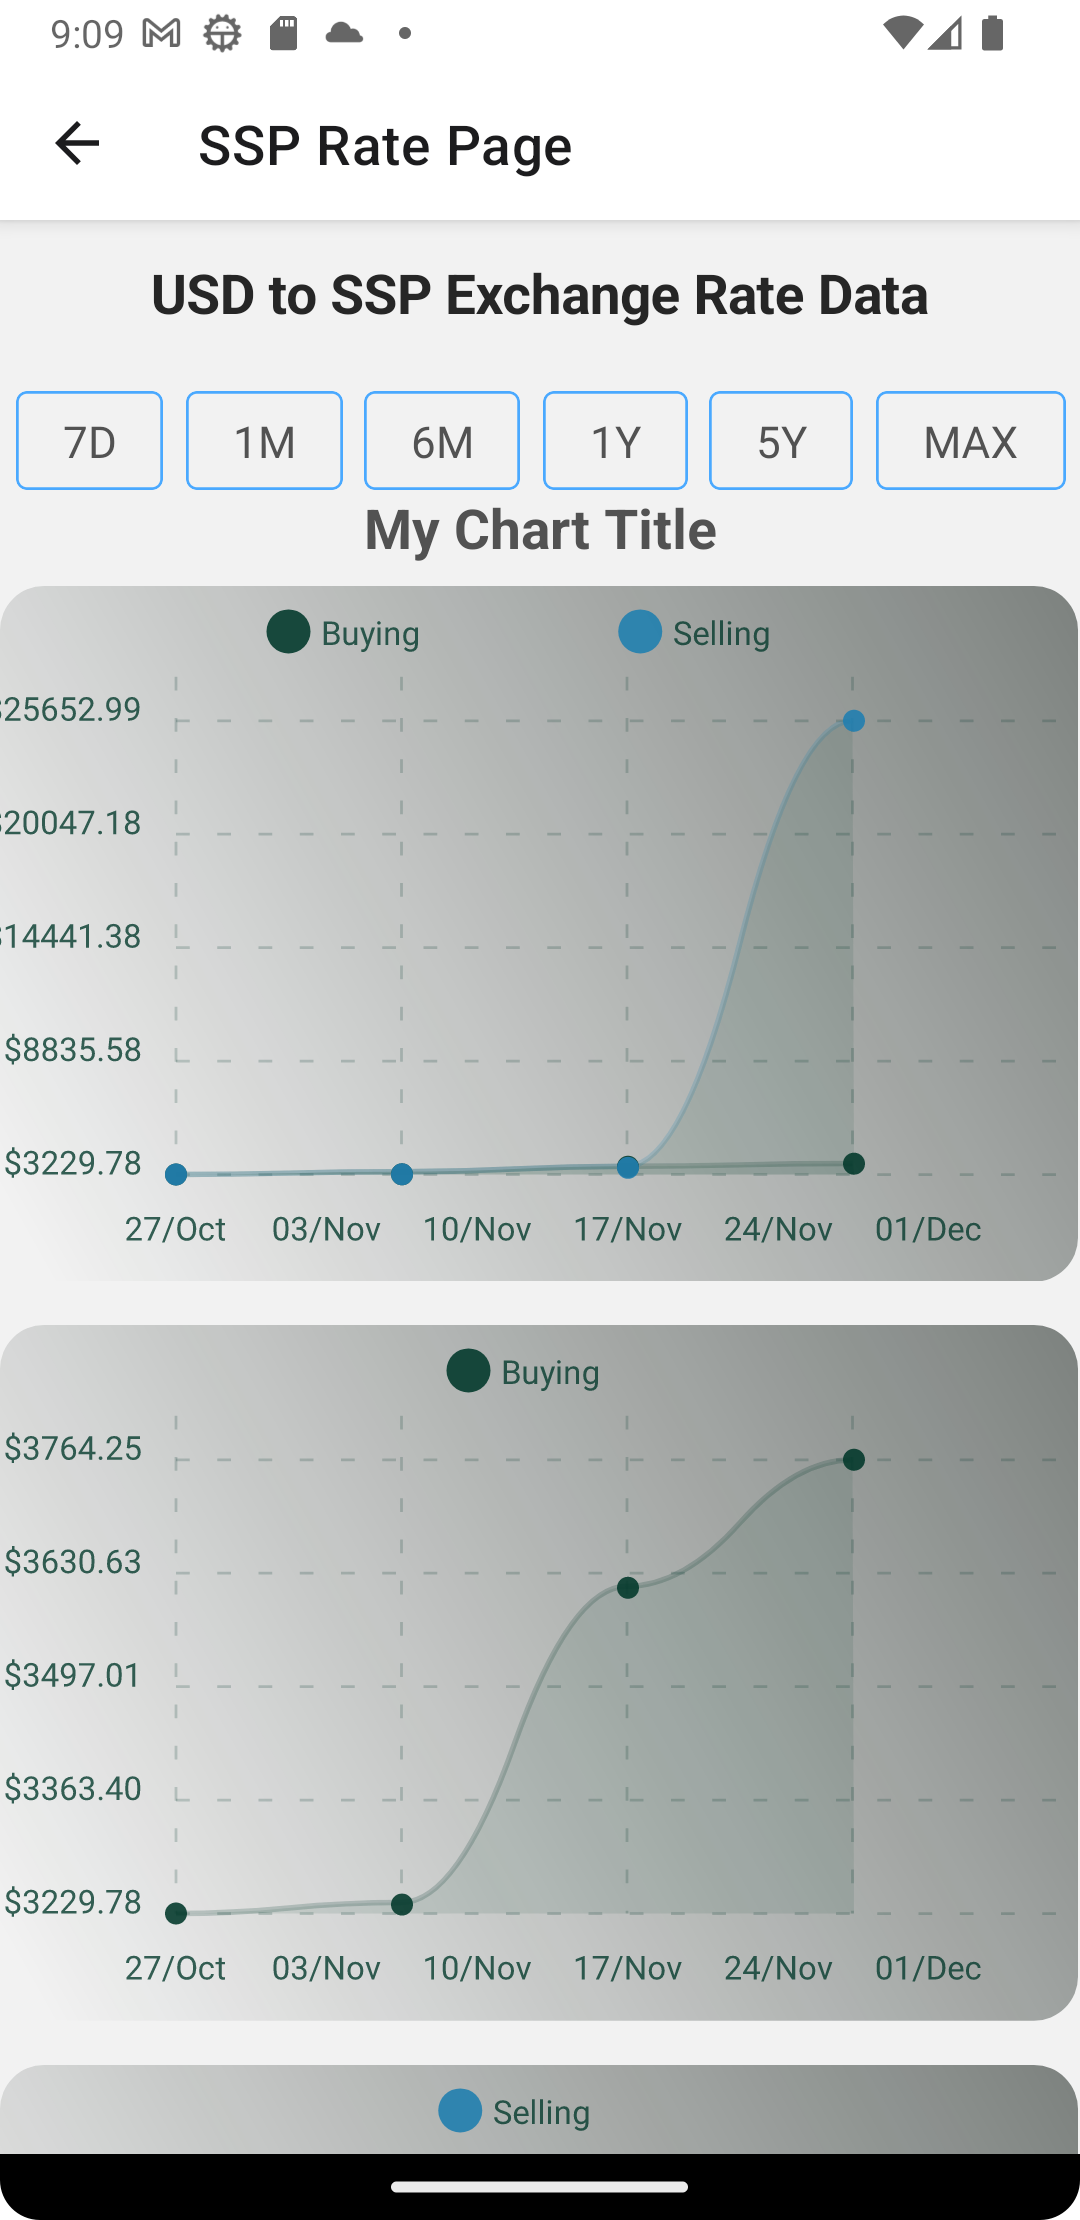 9:09
SSP Rate Page
USD to SSP Exchange Rate Data
7D 1M 6M 1Y 5Y MAX
My Chart Title
Buying Selling
$25652.99
$20047.18
$14441.38
$8835.58
$3229.78
27/Oct 03/Nov 10/Nov 17/Nov 24/Nov 01/Dec
Buying
$3764.25
$3630.63
$3497.01
$3363.40
$3229.78
27/Oct 03/Nov 10/Nov 17/Nov 24/Nov 01/Dec
Selling